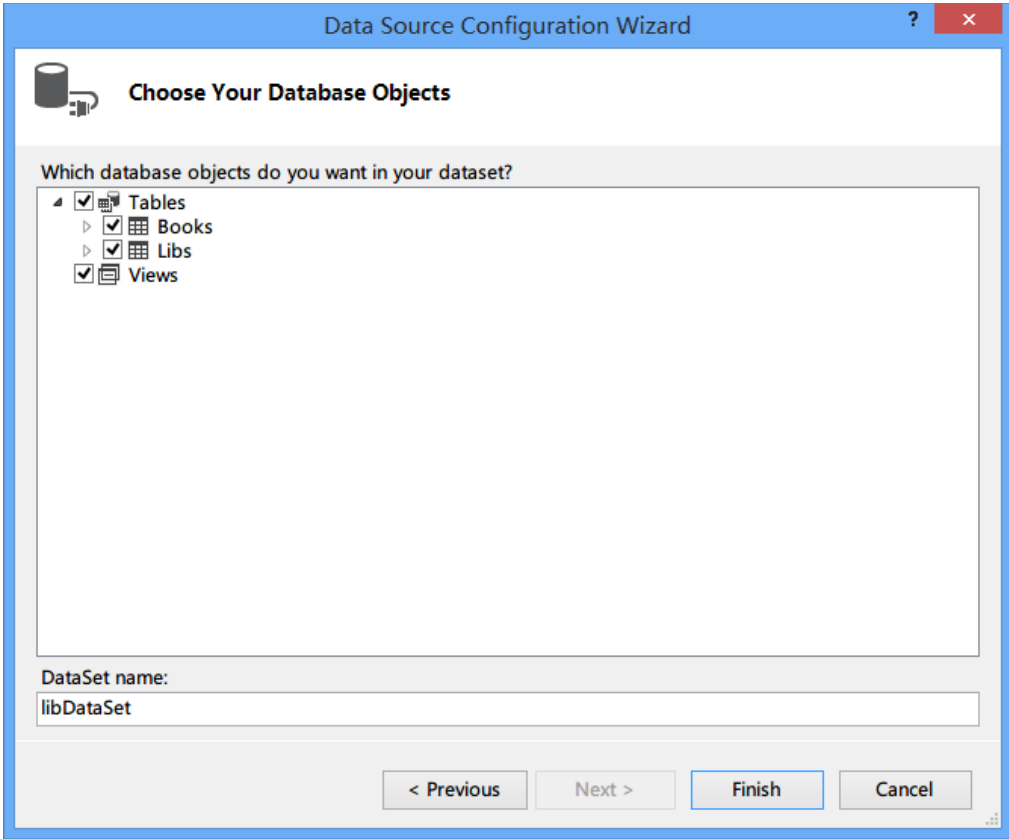 Data Source Configuration Wizard ?
Choose Your Database Objects
Which database objects do you want in your dataset?
Tables
Books
Libs
Views
DataSet name:
libDataSet
< Previous Next > Finish Cancel